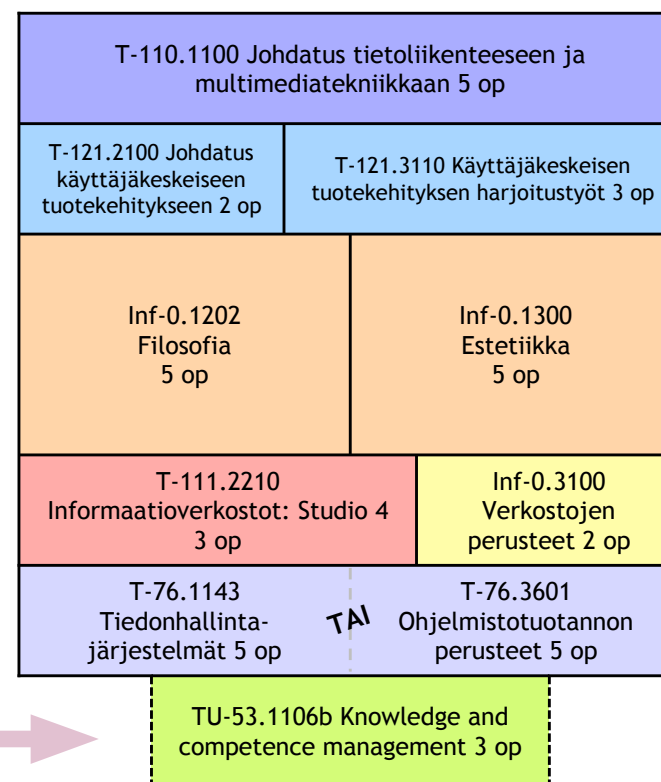 T-110.1100 Johdatus tietoliikenteeseen ja
multimediatekniikkaan 5 op
T-121.2100 Johdatus
käyttäjäkeskeiseen
tuotekehitykseen 2 op
T-121.3110 Käyttäjäkeskeisen
tuotekehityksen harjoitustyöt 3 op
Inf-0.1202
Filosofia
5 op
Inf-0.1300
Estetiikka
5 op
T-111.2210
Informaatioverkostot: Studio 4
3 op
Inf-0.3100
Verkostojen
perusteet 2 op
T-76.1143
Tiedonhallinta-
järjestelmät 5 op
TAI
T-76.3601
Ohjelmistotuotannon
perusteet 5 op
TU-53.1106b Knowledge and
competence management 3 op